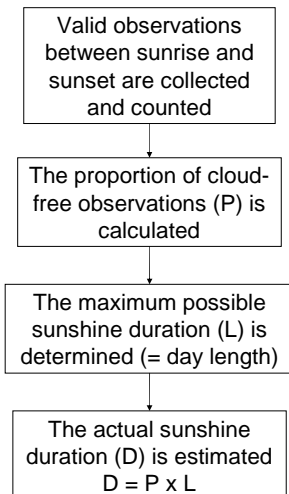 Valid observations
between sunrise and
sunset are collected
and counted
The proportion of cloud-
free observations (P) is
calculated
The maximum possible
sunshine duration (L) is
determined (= day length)
The actual sunshine
duration (D) is estimated
D = P x L